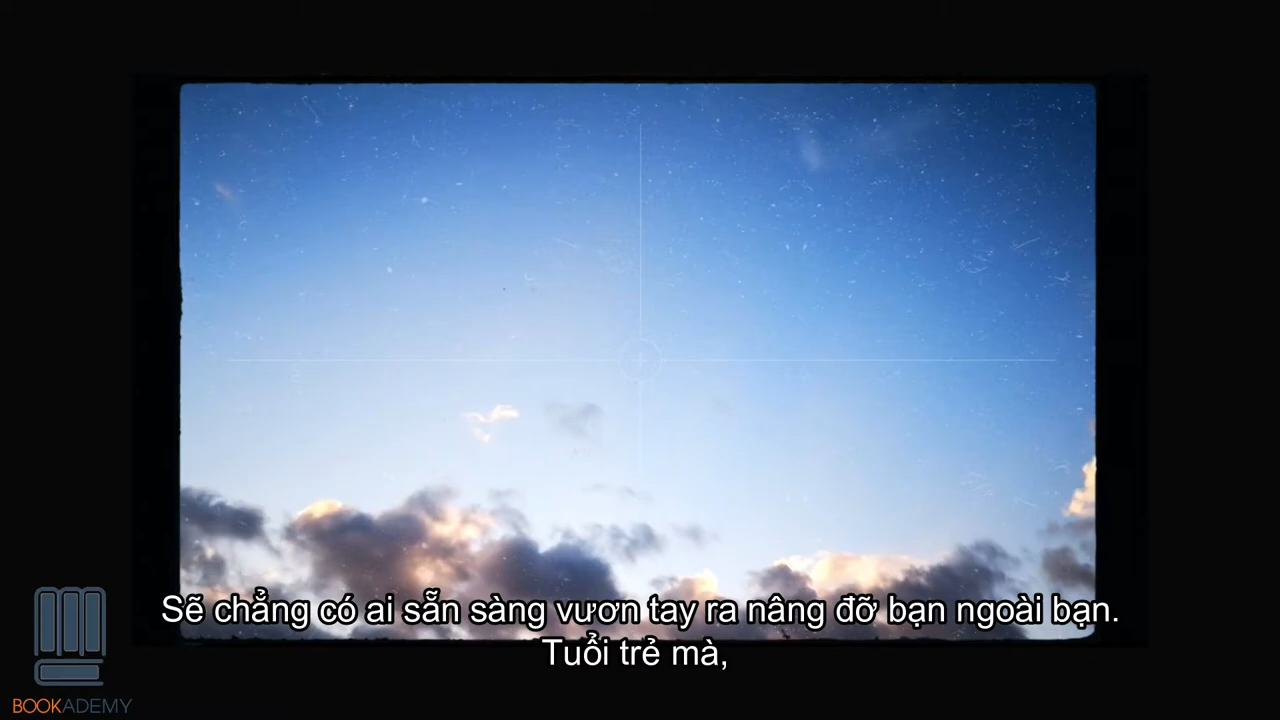 Sẽ chẳng có ai sẵn sàng vươn tay ra nâng đỡ bạn ngoài bạn.
Tuổi trẻ mà,
BOOKADEMY